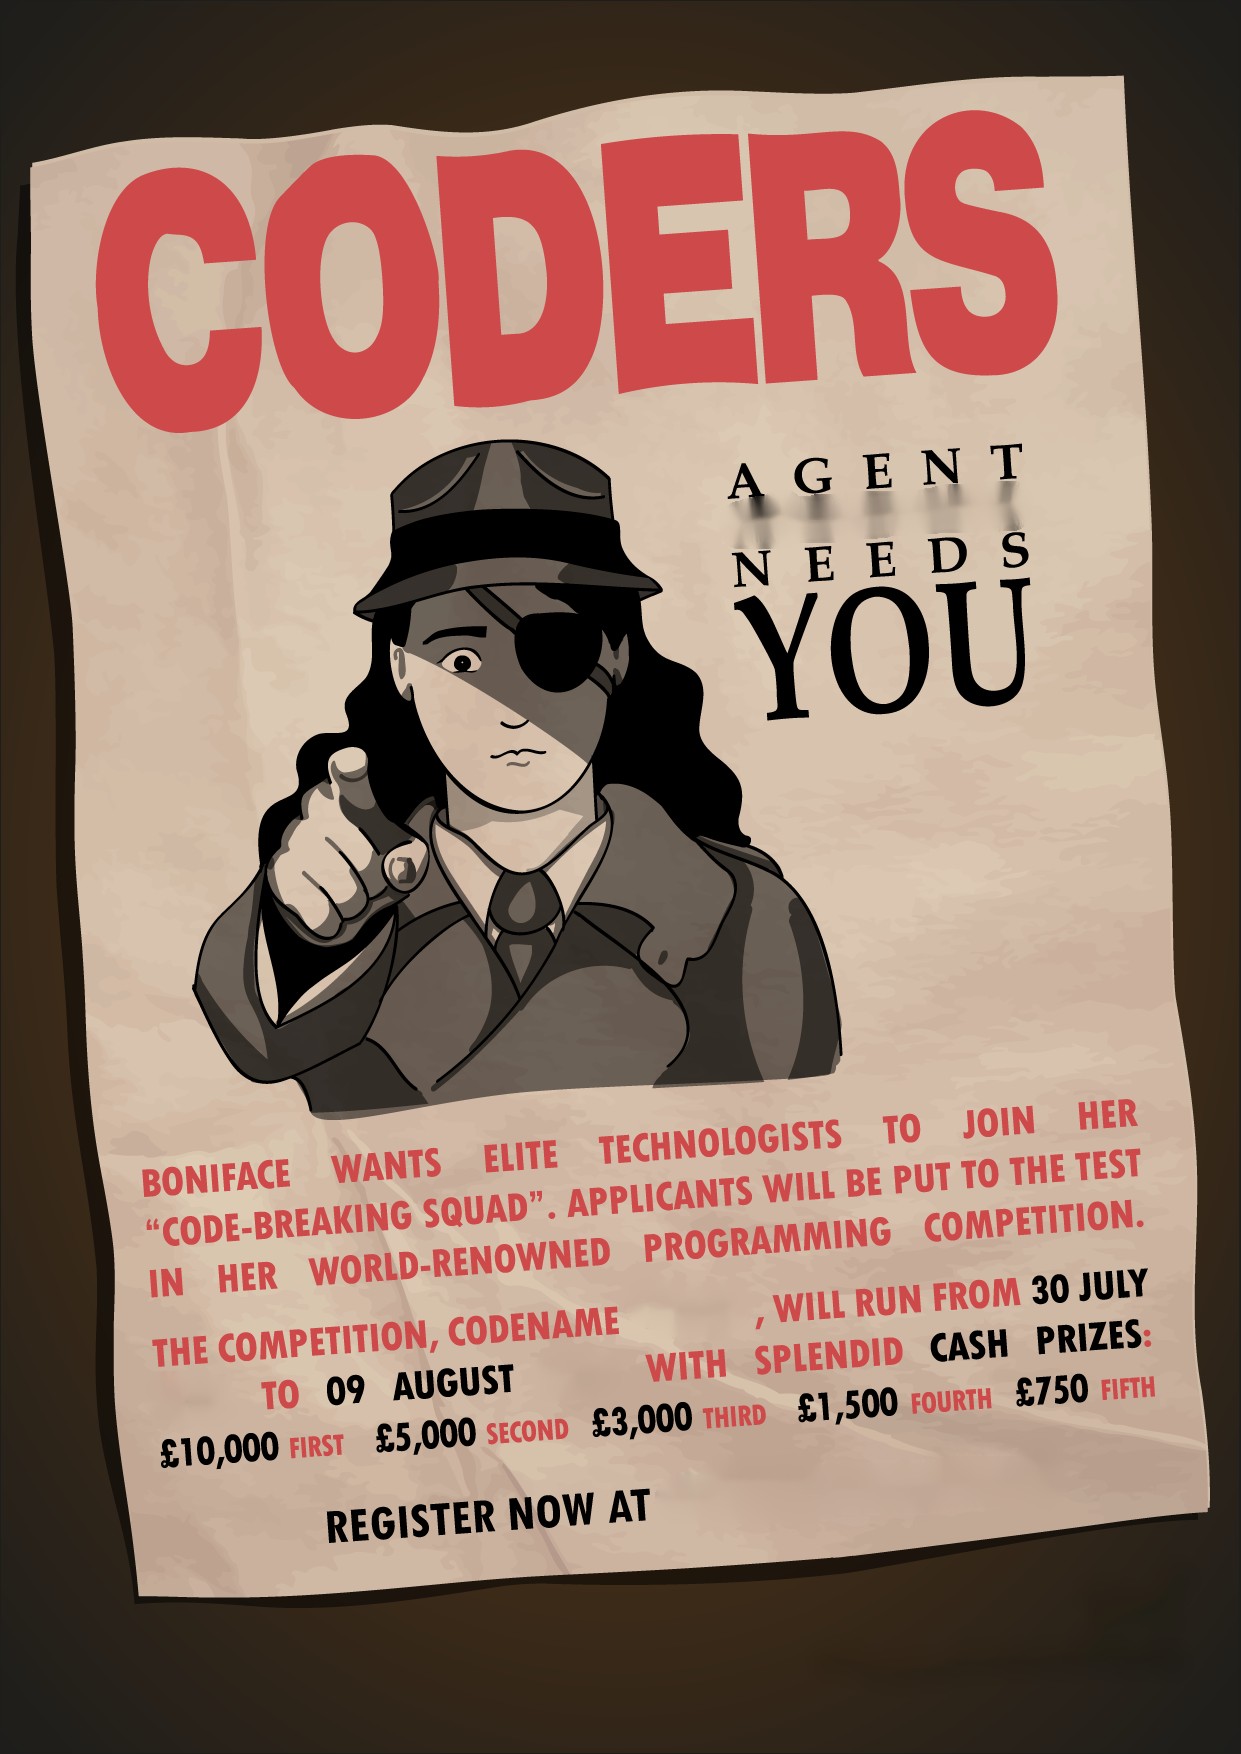 CODERS
AGENT
NEEDS
YOU
BONIFACE WANTS ELITE TECHNOLOGISTS TO JOIN HER
“CODE-BREAKING SQUAD”. APPLICANTS WILL BE PUT TO THE TEST
IN HER WORLD-RENOWNED PROGRAMMING COMPETITION.
THE COMPETITION, CODENAME , WILL RUN FROM 30 JULY
TO 09 AUGUST WITH SPLENDID CASH PRIZES:
£10,000 FIRST £5,000 SECOND £3,000 THIRD £1,500 FOURTH £750 FIFTH
REGISTER NOW AT